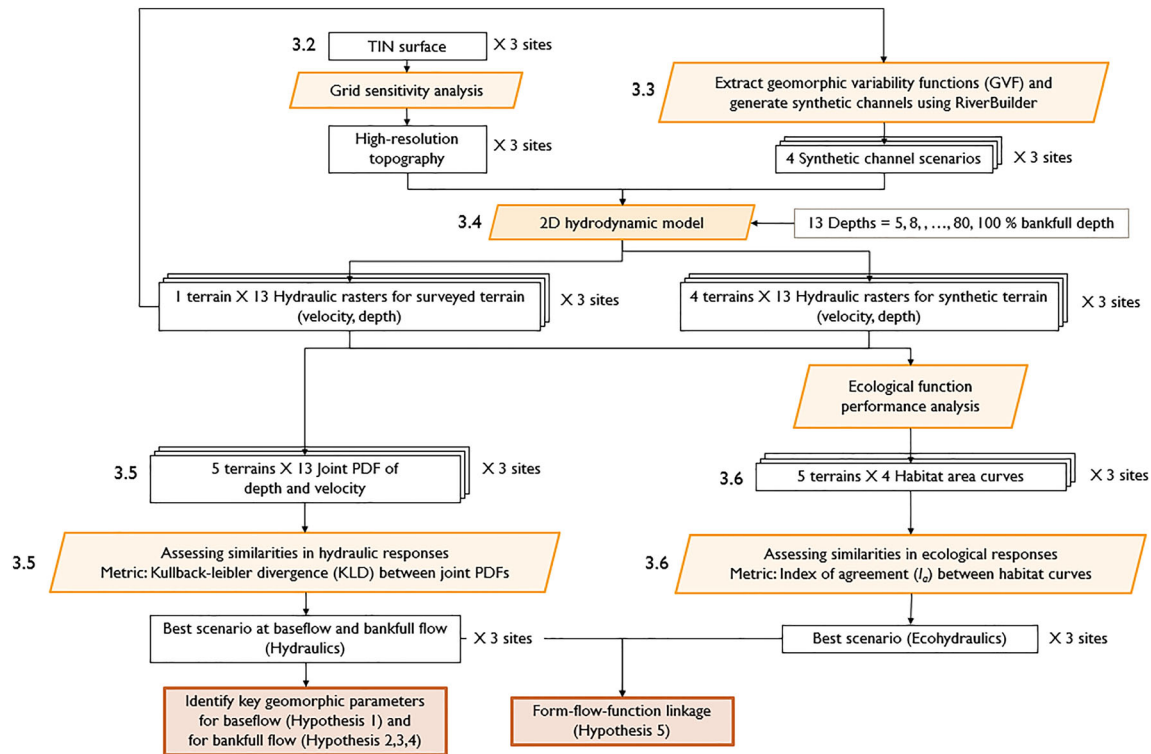 3.2
TIN surface
X 3 sites
Grid sensitivity analysis
High-resolution
topography
X 3 sites
3.3
Extract geomorphic variability functions (GVF) and
generate synthetic channels using RiverBuilder
4 Synthetic channel scenarios
X 3 sites
3.4
2D hydrodynamic model
13 Depths = 5, 8, , …, 80, 100 % bankfull depth
1 terrain X 13 Hydraulic rasters for surveyed terrain
(velocity, depth)
X 3 sites
4 terrains X 13 Hydraulic rasters for synthetic terrain
(velocity, depth)
X 3 sites
Ecological function
performance analysis
3.5
5 terrains X 13 Joint PDF of
depth and velocity
X 3 sites
3.6
5 terrains X 4 Habitat area curves
X 3 sites
3.5
Assessing similarities in hydraulic responses
Metric: Kullback-leibler divergence (KLD) between joint PDFs
3.6
Assessing similarities in ecological responses
Metric: Index of agreement (Ia) between habitat curves
Best scenario at baseflow and bankfull flow
(Hydraulics)
X 3 sites
Best scenario (Ecohydraulics)
X 3 sites
Identify key geomorphic parameters
for baseflow (Hypothesis 1) and
for bankfull flow (Hypothesis 2,3,4)
Form-flow-function linkage
(Hypothesis 5)